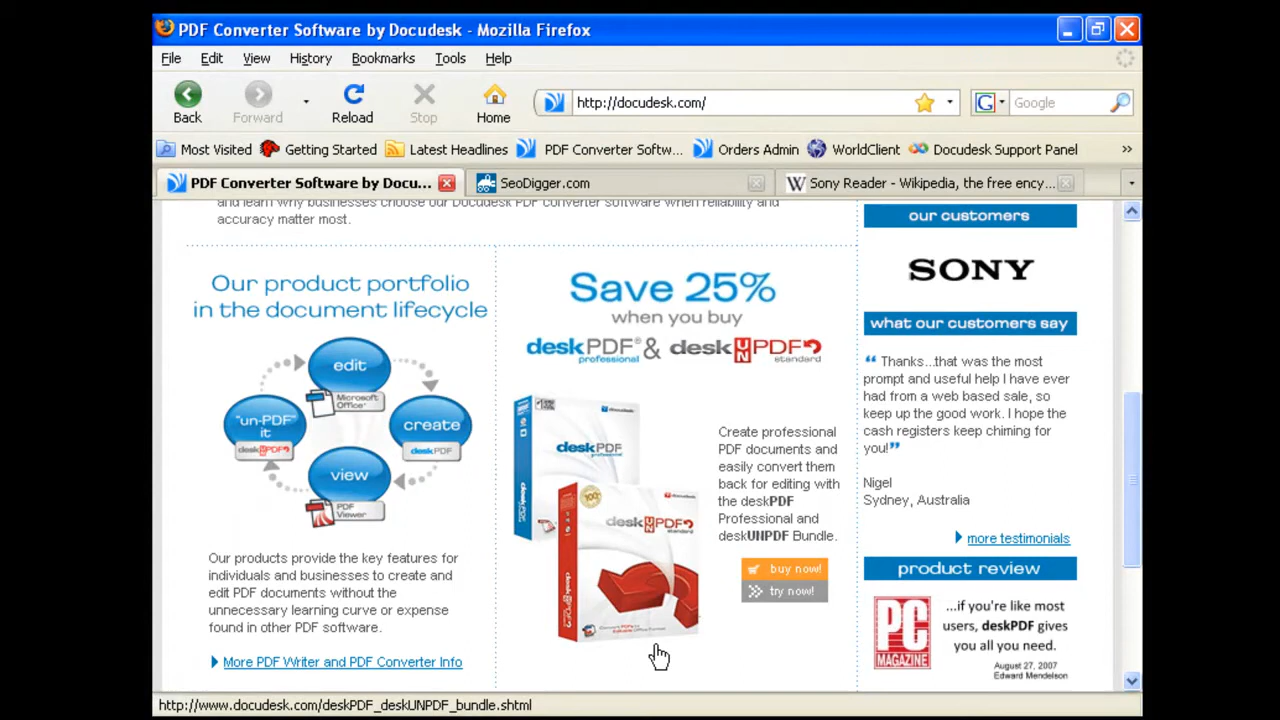 PDF Converter Software by Docudesk - Mozilla Firefox
File Edit View History Bookmarks Tools Help
Back Forward Reload Stop Home http://docudesk.com/ G Google
Most Visited Getting Started Latest Headlines PDF Converter Softw... Orders Admin WorldClient Docudesk Support Panel »
PDF Converter Software by Docu... SeoDigger.com W Sony Reader - Wikipedia, the free ency...
and learn why businesses choose our Docudesk PDF converter software when reliability and
accuracy matter most.
Our product portfolio
in the document lifecycle
edit
Microsoft
Office
create
deskPDF
view
PDF
Viewer
"un-PDF"
it
deskUNPDF
Our products provide the key features for
individuals and businesses to create and
edit PDF documents without the
unnecessary learning curve or expense
found in other PDF software.
More PDF Writer and PDF Converter Info
Save 25%
when you buy
deskPDF® professional & deskUNPDF standard
docudesk
deskPDF
professional
100%
docudesk
deskUNPDF
standard
Create professional
PDF documents and
easily convert them
back for editing with
the deskPDF
Professional and
deskUNPDF Bundle.
buy now!
try now!
our customers
SONY
what our customers say
“ Thanks...that was the most
prompt and useful help I have ever
had from a web based sale, so
keep up the good work. I hope the
cash registers keep chiming for
you!”
Nigel
Sydney, Australia
more testimonials
product review
PC
MAGAZINE
...if you're like most
users, deskPDF gives
you all you need.
August 27, 2007
Edward Mendelson
http://www.docudesk.com/deskPDF_deskUNPDF_bundle.shtml